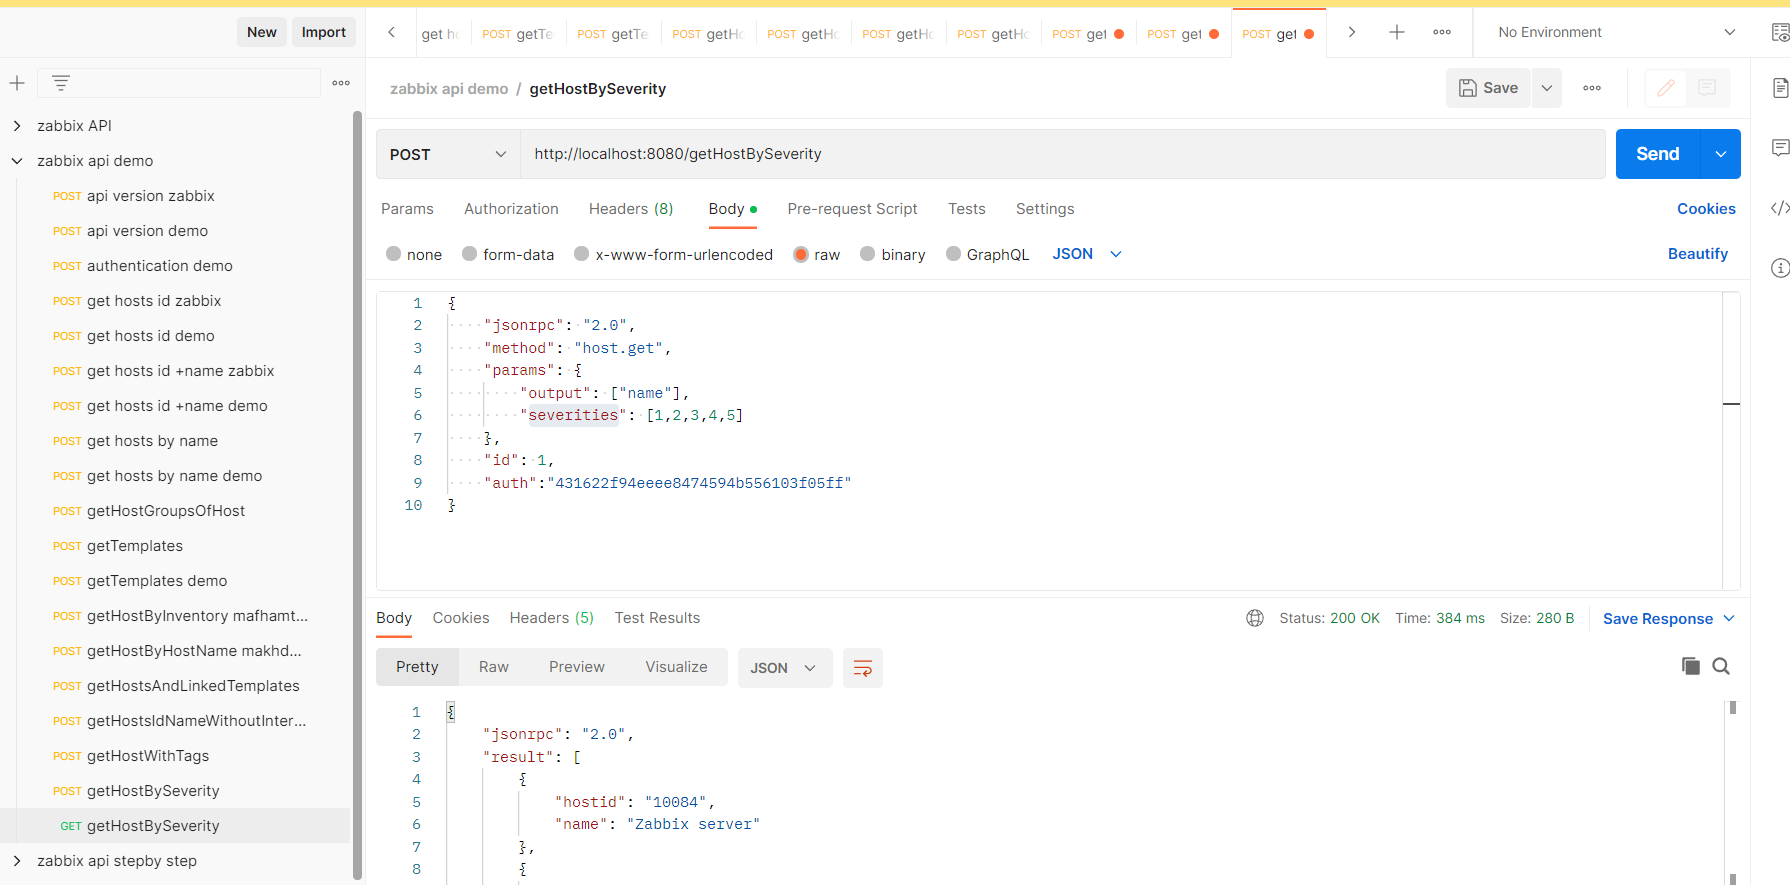 New Import
get h POST getTe POST getTe POST getHo POST getHo POST getHo POST getHo POST get POST get POST get No Environment
zabbix api demo / getHostBySeverity Save
POST http://localhost:8080/getHostBySeverity Send
Params Authorization Headers (8) Body Pre-request Script Tests Settings Cookies
none form-data x-www-form-urlencoded raw binary GraphQL JSON Beautify
zabbix API
zabbix api demo
POST api version zabbix
POST api version demo
POST authentication demo
POST get hosts id zabbix
POST get hosts id demo
POST get hosts id +name zabbix
POST get hosts id +name demo
POST get hosts by name
POST get hosts by name demo
POST getHostGroupsOfHost
POST getTemplates
POST getTemplates demo
POST getHostByInventory mafhamt...
POST getHostByHostName makhd...
POST getHostsAndLinkedTemplates
POST getHostsIdNameWithoutInter...
POST getHostWithTags
POST getHostBySeverity
GET getHostBySeverity
zabbix api stepby step
1 {
2 "jsonrpc": "2.0",
3 "method": "host.get",
4 "params": {
5 "output": ["name"],
6 "severities": [1,2,3,4,5]
7 },
8 "id": 1,
9 "auth":"431622f94eeee8474594b556103f05ff"
10 }
Body Cookies Headers (5) Test Results Status: 200 OK Time: 384 ms Size: 280 B Save Response
Pretty Raw Preview Visualize JSON
1 {
2 "jsonrpc": "2.0",
3 "result": [
4 {
5 "hostid": "10084",
6 "name": "Zabbix server"
7 },
8 {